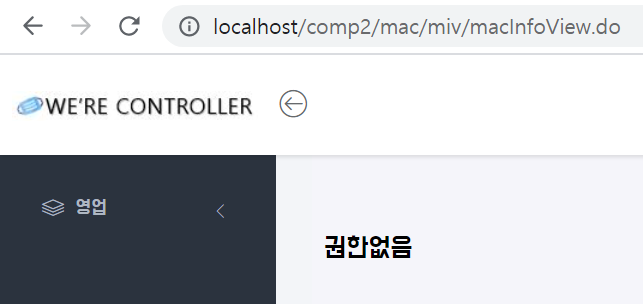 localhost/comp2/mac/miv/macInfoView.do
WE'RE CONTROLLER
영업
권한없음